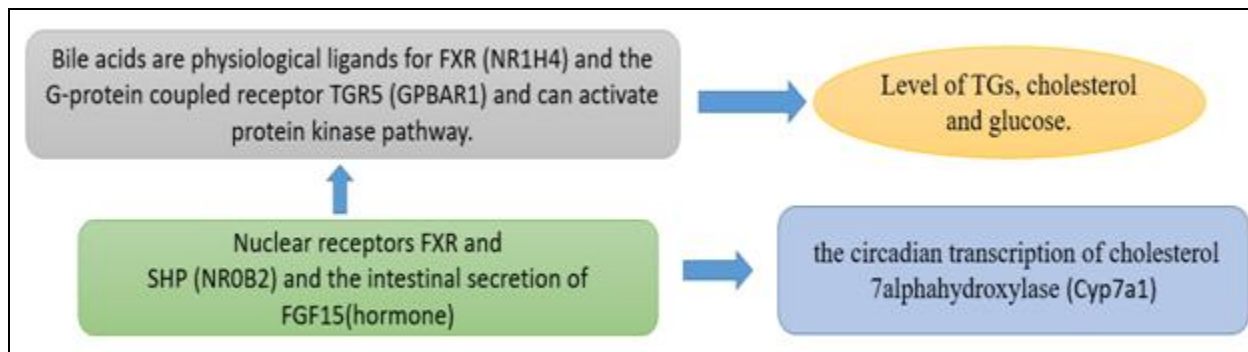 Bile acids are physiological ligands for FXR (NR1H4) and the
G-protein coupled receptor TGR5 (GPBAR1) and can activate
protein kinase pathway.
Level of TGs, cholesterol
and glucose.
Nuclear receptors FXR and
SHP (NR0B2) and the intestinal secretion of
FGF15(hormone)
the circadian transcription of cholesterol
7alphahydroxylase (Cyp7a1)